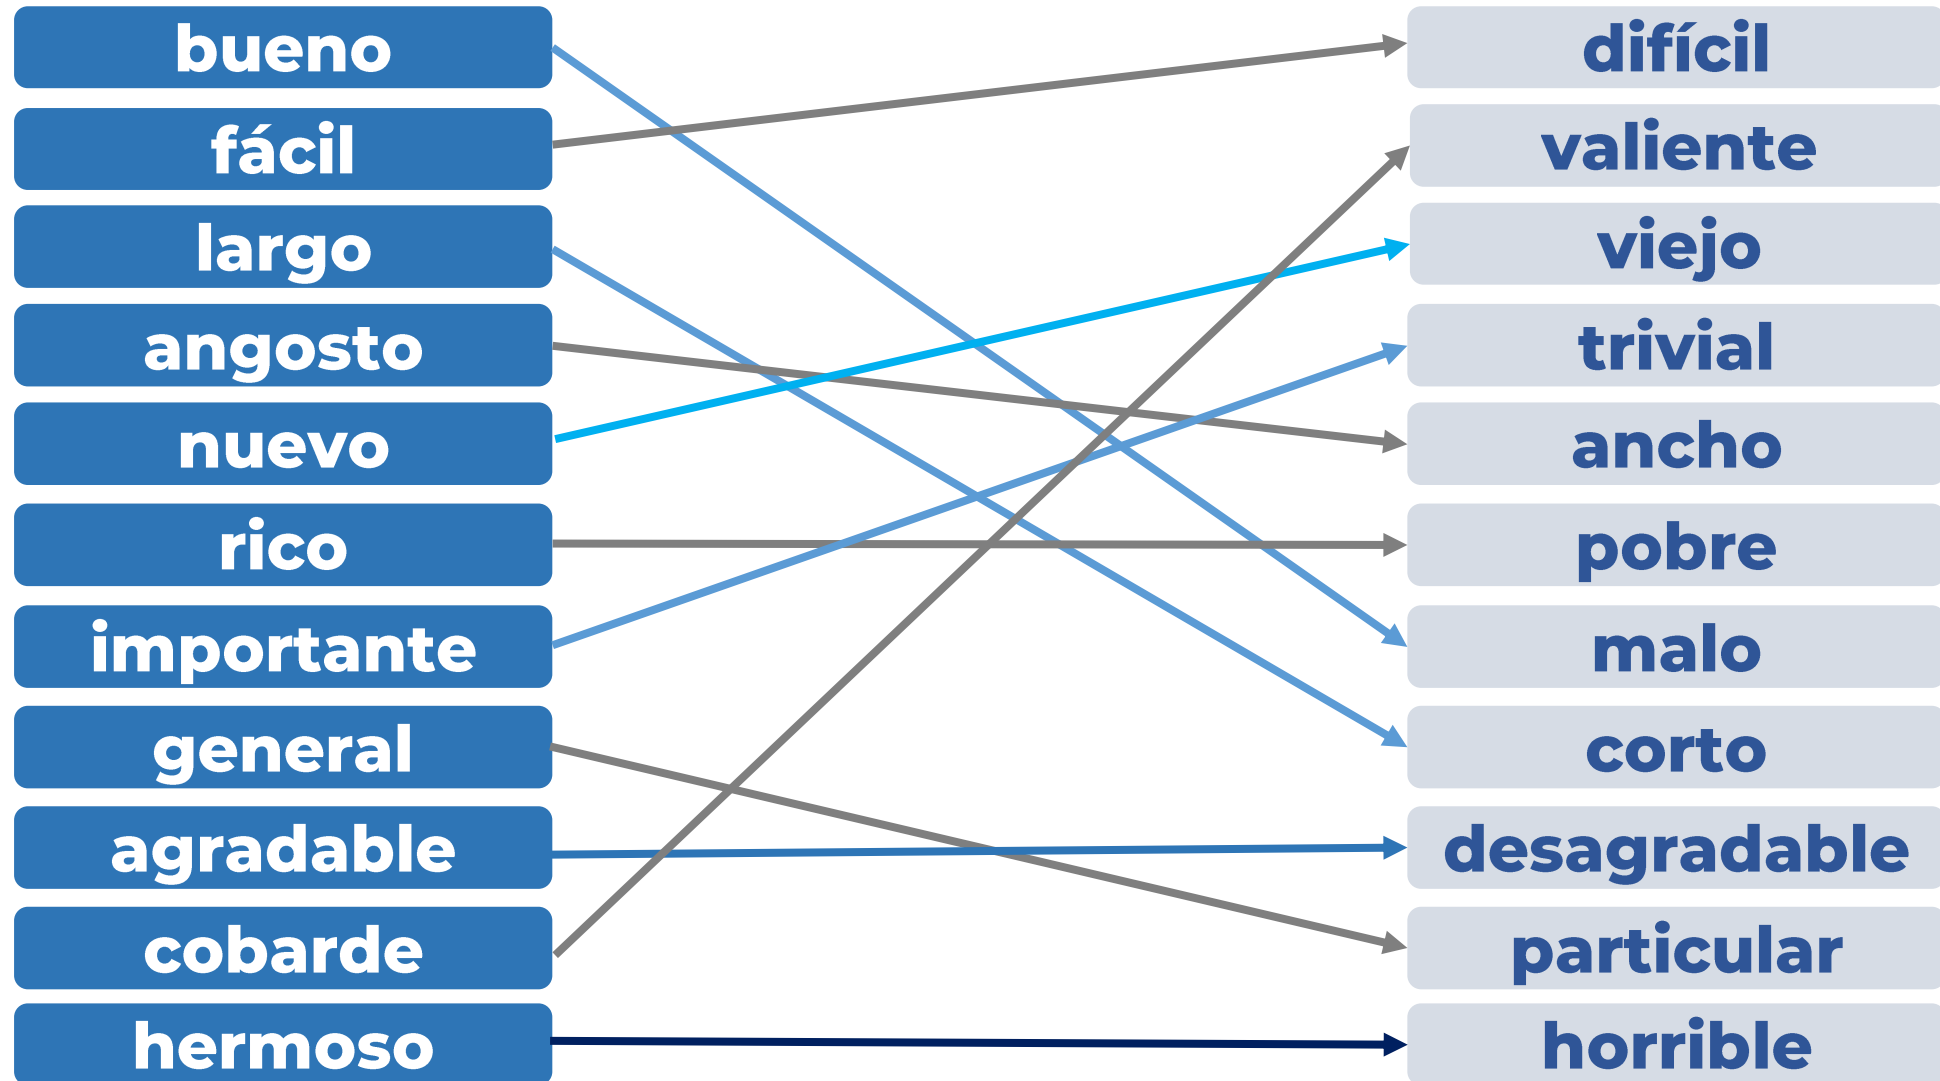 bueno
fácil
largo
angosto
nuevo
rico
importante
general
agradable
cobarde
hermoso
difícil
valiente
viejo
trivial
ancho
pobre
malo
corto
desagradable
particular
horrible